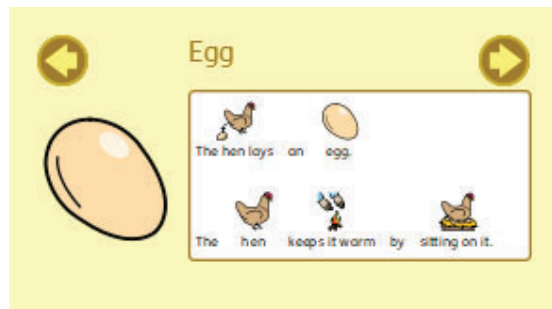 Egg
The hen lays an egg.
The hen keeps it warm by sitting on it.